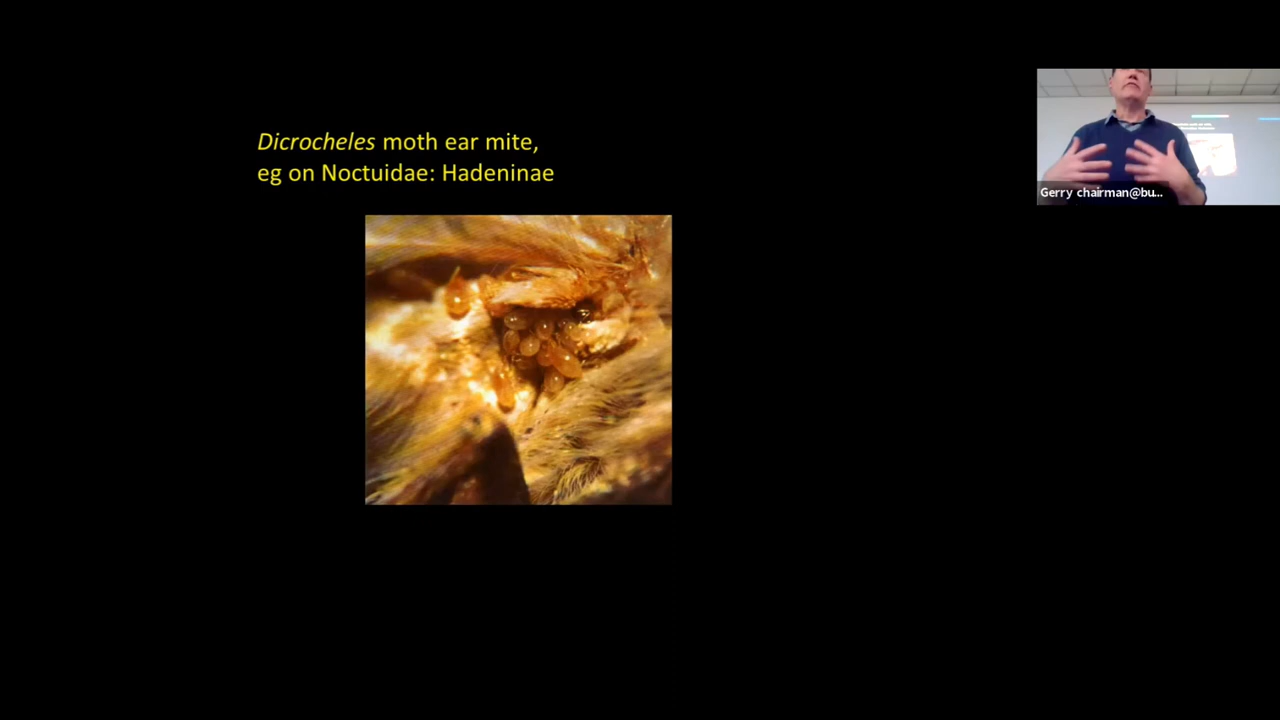 Dicrocheles moth ear mite,
eg on Noctuidae: Hadeninae
Gerry chairman@bu...